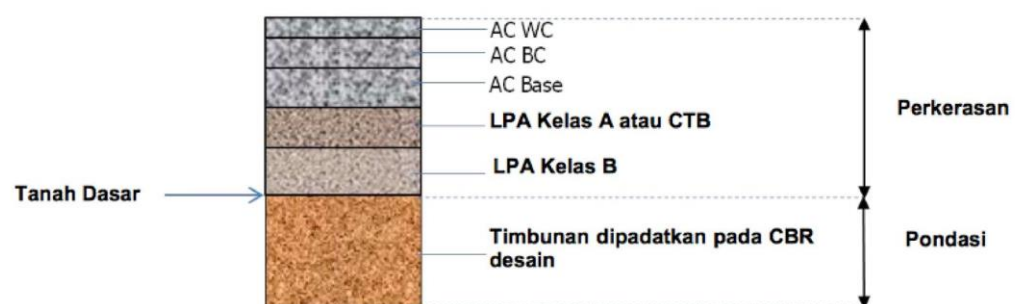 AC WC
AC BC
AC Base
LPA Kelas A atau CTB
Perkerasan
LPA Kelas B
Tanah Dasar
Timbunan dipadatkan pada CBR
desain
Pondasi